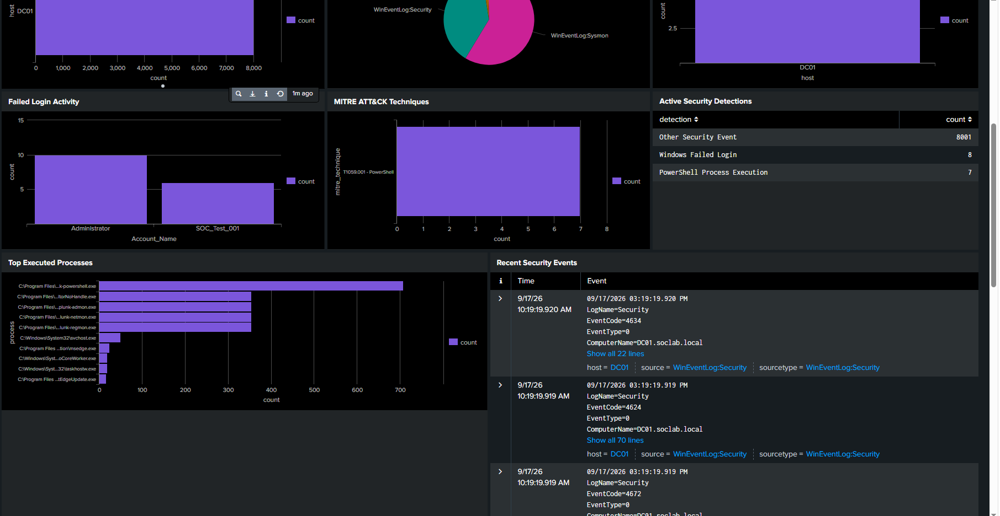 host
DC01
count
0
1,000
2,000
3,000
4,000
5,000
6,000
7,000
8,000
count
WinEventLog:Security
WinEventLog:Sysmon
count
2.5
count
DC01
host
1m ago
Failed Login Activity
15
10
5
count
Administrator
SOC_Test_001
Account_Name
count
MITRE ATT&CK Techniques
mitre_technique
T1059.001 - PowerShell
0
1
2
3
4
5
6
7
8
count
count
Active Security Detections
detection count
Other Security Event 8001
Windows Failed Login 8
PowerShell Process Execution 7
Top Executed Processes
process
C:\Program Files\...k-powershell.exe
C:\Program Files\...itorNoHandle.exe
C:\Program Files\...plunk-admon.exe
C:\Program Files\...lunk-netmon.exe
C:\Program Files\...lunk-regmon.exe
C:\Windows\System32\svchost.exe
C:\Program Files ...tion\msedge.exe
C:\Windows\Syst...oCoreWorker.exe
C:\Windows\Syst...32\taskhostw.exe
C:\Program Files ...tEdgeUpdate.exe
0
100
200
300
400
500
600
700
count
count
Recent Security Events
i Time Event
9/17/26
10:19:19.920 AM
09/17/2026 03:19:19.920 PM
LogName=Security
EventCode=4634
EventType=0
ComputerName=DC01.soclab.local
Show all 22 lines
host = DC01 source = WinEventLog:Security sourcetype = WinEventLog:Security
9/17/26
10:19:19.919 AM
09/17/2026 03:19:19.919 PM
LogName=Security
EventCode=4624
EventType=0
ComputerName=DC01.soclab.local
Show all 70 lines
host = DC01 source = WinEventLog:Security sourcetype = WinEventLog:Security
9/17/26
10:19:19.919 AM
09/17/2026 03:19:19.919 PM
LogName=Security
EventCode=4672
EventType=0
ComputerName=DC01.soclab.local